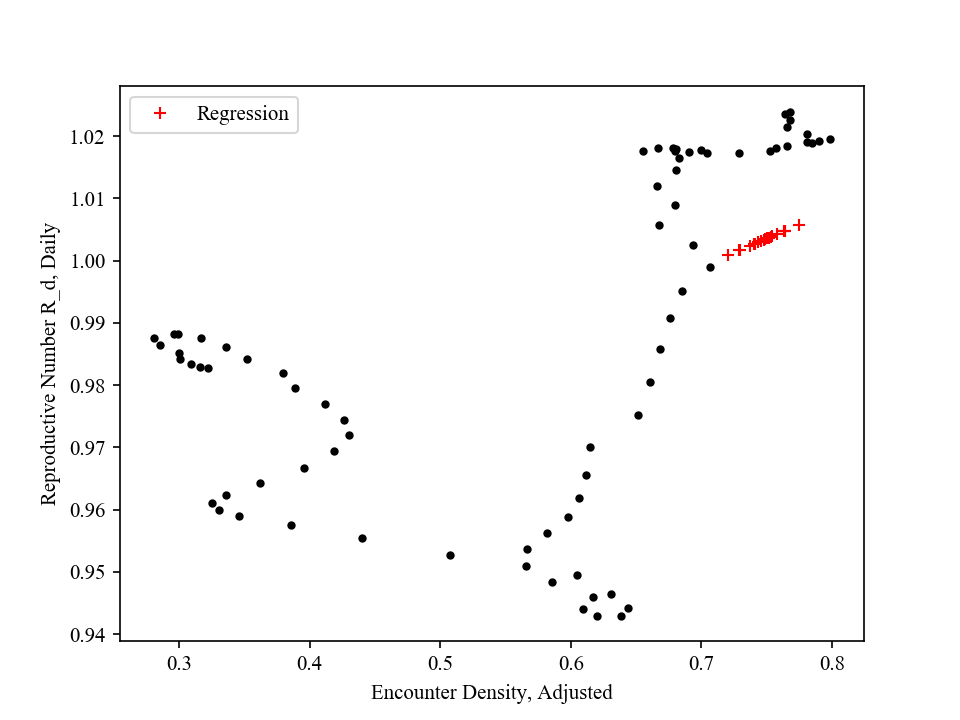 Regression
1.02
1.01
1.00
0.99
0.98
0.97
0.96
0.95
0.94
Reproductive Number R_d, Daily
0.3 0.4 0.5 0.6 0.7 0.8
Encounter Density, Adjusted